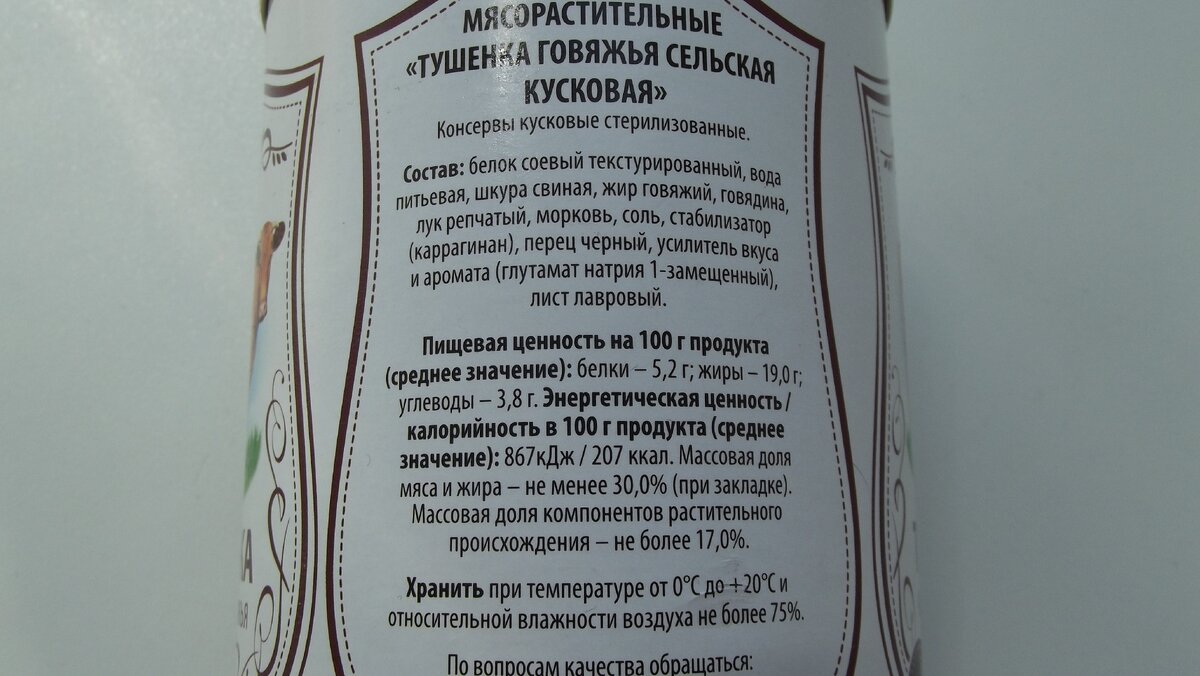 МЯСОРАСТИТЕЛЬНЫЕ
«ТУШЕНКА ГОВЯЖЬЯ СЕЛЬСКАЯ
КУСКОВАЯ»
Консервы кусковые стерилизованные.
Состав: белок соевый текстурированный, вода
питьевая, шкура свиная, жир говяжий, говядина,
лук репчатый, морковь, соль, стабилизатор
(каррагинан), перец черный, усилитель вкуса
и аромата (глутамат натрия 1-замещенный),
лист лавровый.
Пищевая ценность на 100 г продукта
(среднее значение): белки – 5,2 г; жиры – 19,0 г;
углеводы – 3,8 г. Энергетическая ценность /
калорийность в 100 г продукта (среднее
значение): 867кДж / 207 ккал. Массовая доля
мяса и жира – не менее 30,0% (при закладке).
Массовая доля компонентов растительного
происхождения – не более 17,0%.
Хранить при температуре от 0°С до +20°С и
относительной влажности воздуха не более 75%.
По вопросам качества обращаться: